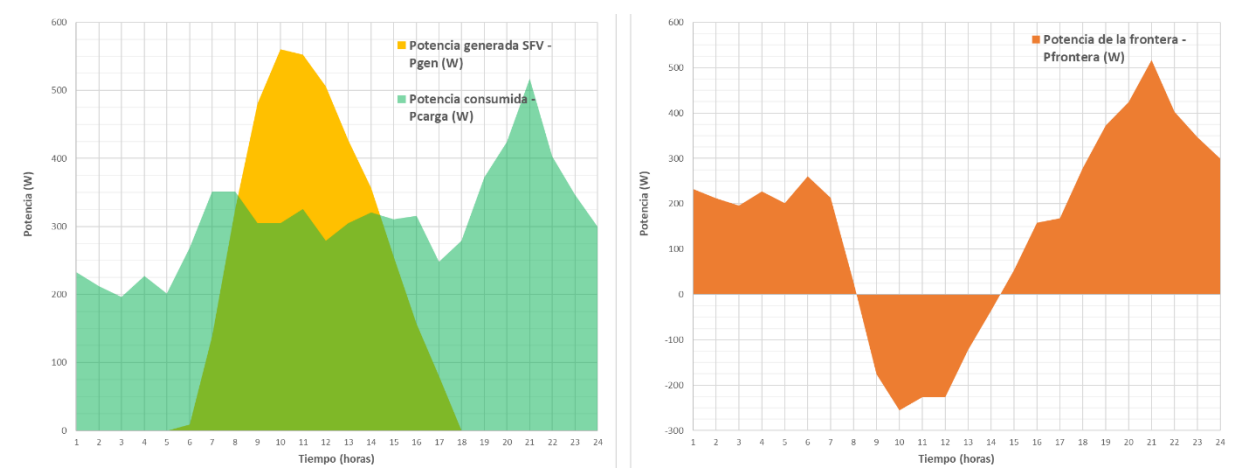 600
500
400
300
200
100
0
Potencia (W)
Potencia generada SFV -
Pgen (W)
Potencia consumida -
Pcarga (W)
1 2 3 4 5 6 7 8 9 10 11 12 13 14 15 16 17 18 19 20 21 22 23 24
Tiempo (horas)
600
500
400
300
200
100
0
-100
-200
-300
Potencia (W)
Potencia de la frontera -
Pfrontera (W)
1 2 3 4 5 6 7 8 9 10 11 12 13 14 15 16 17 18 19 20 21 22 23 24
Tiempo (horas)